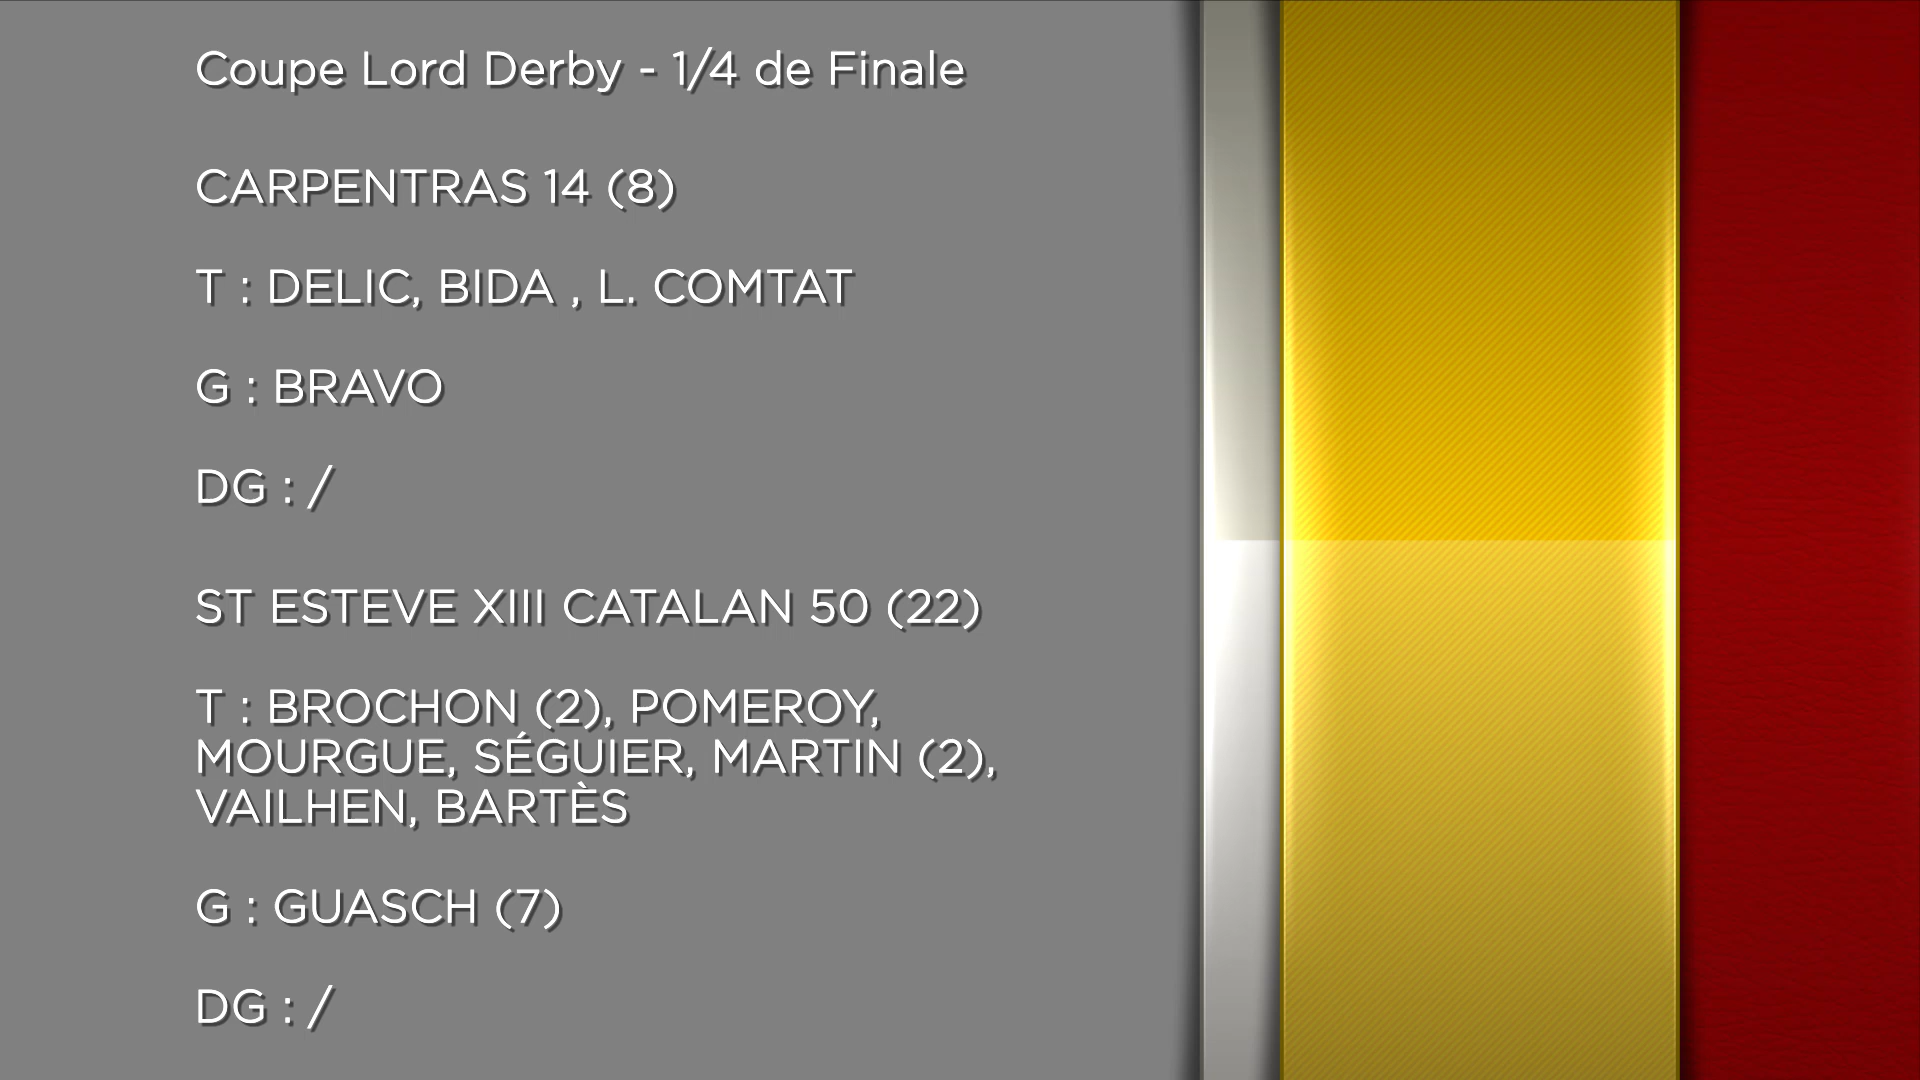 Coupe Lord Derby - 1/4 de Finale
CARPENTRAS 14 (8)
T : DELIC, BIDA , L. COMTAT
G : BRAVO
DG : /
ST ESTEVE XIII CATALAN 50 (22)
T : BROCHON (2), POMEROY,
MOURGUE, SÉGUIER, MARTIN (2),
VAILHEN, BARTÈS
G : GUASCH (7)
DG : /